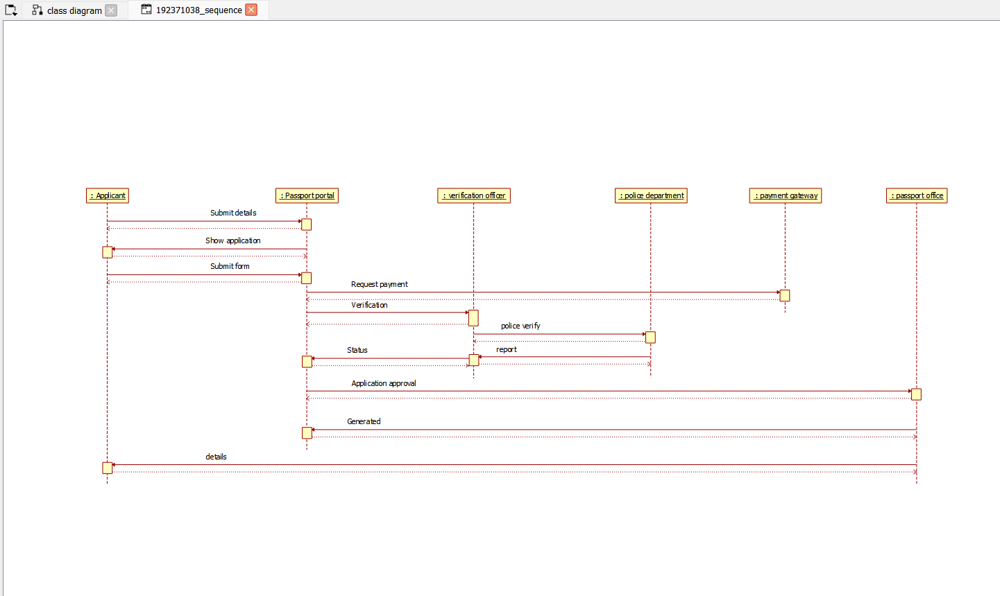 class diagram
192371038_sequence
: Applicant
: Passport portal
: verification officer
: police department
: payment gateway
: passport office
Submit details
Show application
Submit form
Request payment
Verification
police verify
report
Status
Application approval
Generated
details